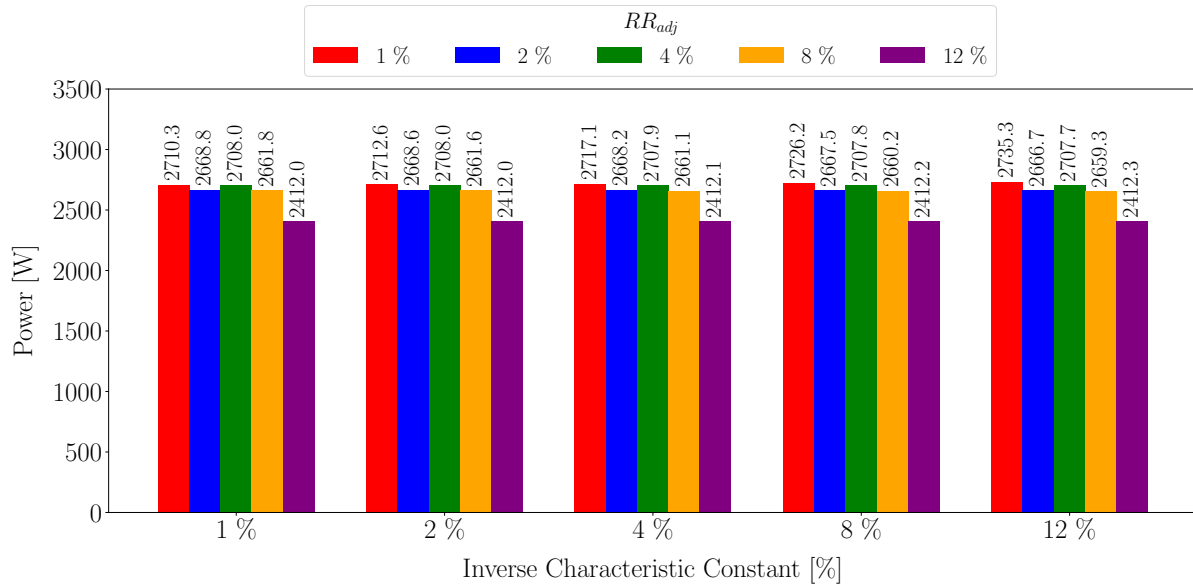 RR_adj
1 % 2 % 4 % 8 % 12 %
3500
3000
2500
2000
1500
1000
500
0
Power [W]
2710.3 2668.8 2708.0 2661.8 2412.0
2712.6 2668.6 2708.0 2661.6 2412.0
2717.1 2668.2 2707.9 2661.1 2412.1
2726.2 2667.5 2707.8 2660.2 2412.2
2735.3 2666.7 2707.7 2659.3 2412.3
1 % 2 % 4 % 8 % 12 %
Inverse Characteristic Constant [%]